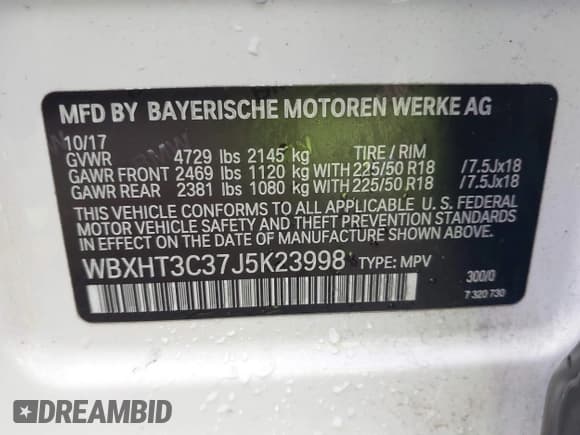 MFD BY BAYERISCHE MOTOREN WERKE AG
10/17
GVWR 4729 lbs 2145 kg TIRE / RIM
GAWR FRONT 2469 lbs 1120 kg WITH 225/50 R18 /7.5Jx18
GAWR REAR 2381 lbs 1080 kg WITH 225/50 R18 /7.5Jx18
THIS VEHICLE CONFORMS TO ALL APPLICABLE U. S. FEDERAL
MOTOR VEHICLE SAFETY AND THEFT PREVENTION STANDARDS
IN EFFECT ON THE DATE OF MANUFACTURE SHOWN ABOVE.
WBXHT3C37J5K23998 TYPE: MPV
300/0
7 320 730
DREAMBID